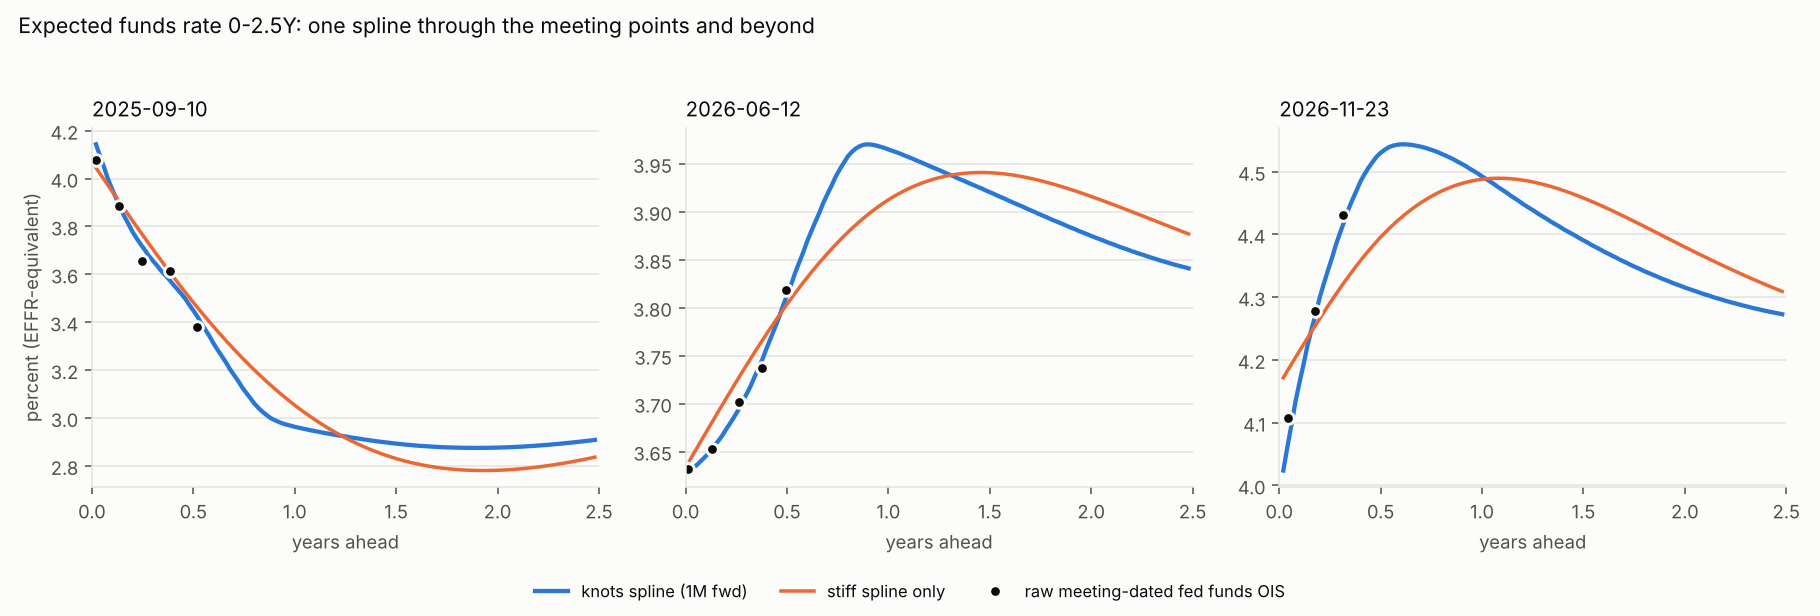 Expected funds rate 0-2.5Y: one spline through the meeting points and beyond
2025-09-10
2026-06-12
2026-11-23
percent (EFFR-equivalent)
4.2
4.0
3.8
3.6
3.4
3.2
3.0
2.8
0.0 0.5 1.0 1.5 2.0 2.5
years ahead
3.95
3.90
3.85
3.80
3.75
3.70
3.65
0.0 0.5 1.0 1.5 2.0 2.5
years ahead
4.5
4.4
4.3
4.2
4.1
4.0
0.0 0.5 1.0 1.5 2.0 2.5
years ahead
knots spline (1M fwd) stiff spline only raw meeting-dated fed funds OIS